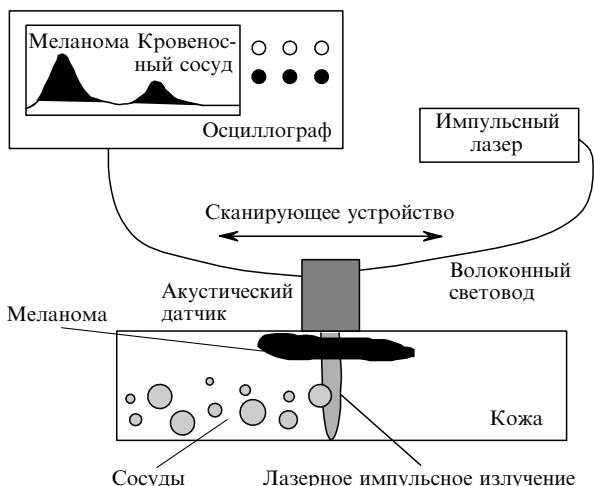 Меланома Кровенос-
ный сосуд
Осциллограф
Импульсный
лазер
Сканирующее устройство
Волоконный
световод
Акустический
датчик
Меланома
Кожа
Сосуды
Лазерное импульсное излучение